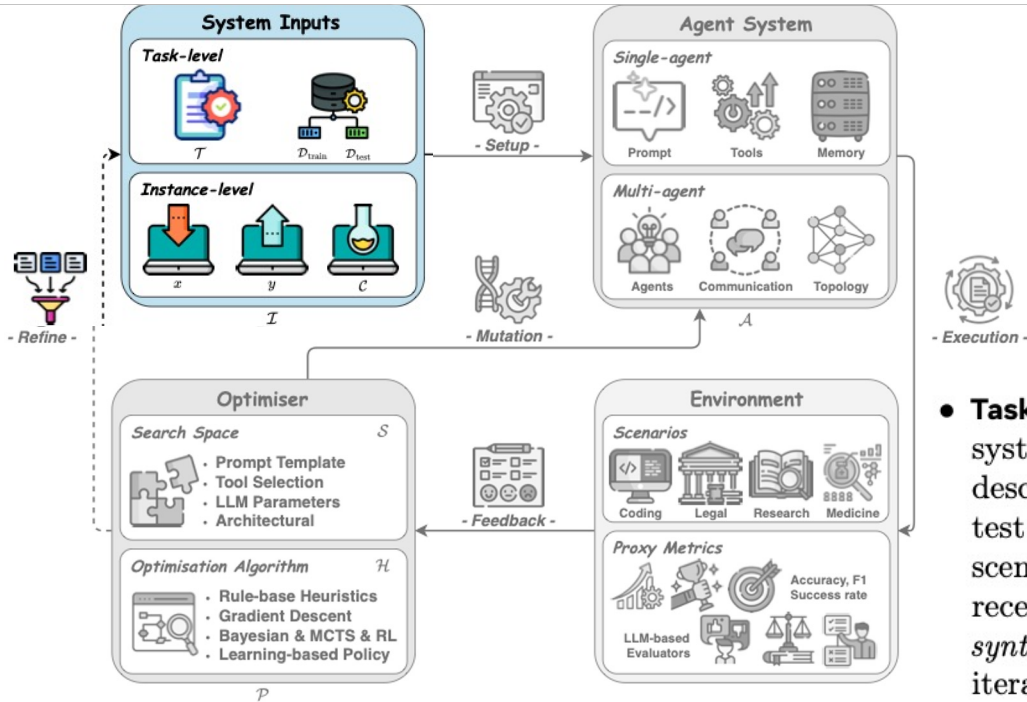 System Inputs
Task-level
𝒯
𝒟train
𝒟test
Instance-level
x
y
𝒞
ℐ
- Setup -
Agent System
Single-agent
Prompt
Tools
Memory
Multi-agent
Agents
Communication
Topology
𝒜
- Refine -
- Mutation -
- Execution -
Optimiser
Search Space
𝒮
• Prompt Template
• Tool Selection
• LLM Parameters
• Architectural
Optimisation Algorithm
ℋ
• Rule-base Heuristics
• Gradient Descent
• Bayesian & MCTS & RL
• Learning-based Policy
𝒫
- Feedback -
Environment
Scenarios
Coding
Legal
Research
Medicine
Proxy Metrics
Accuracy, F1
Success rate
LLM-based
Evaluators
• Task
syst
desc
test
scen
rece
synt
itera